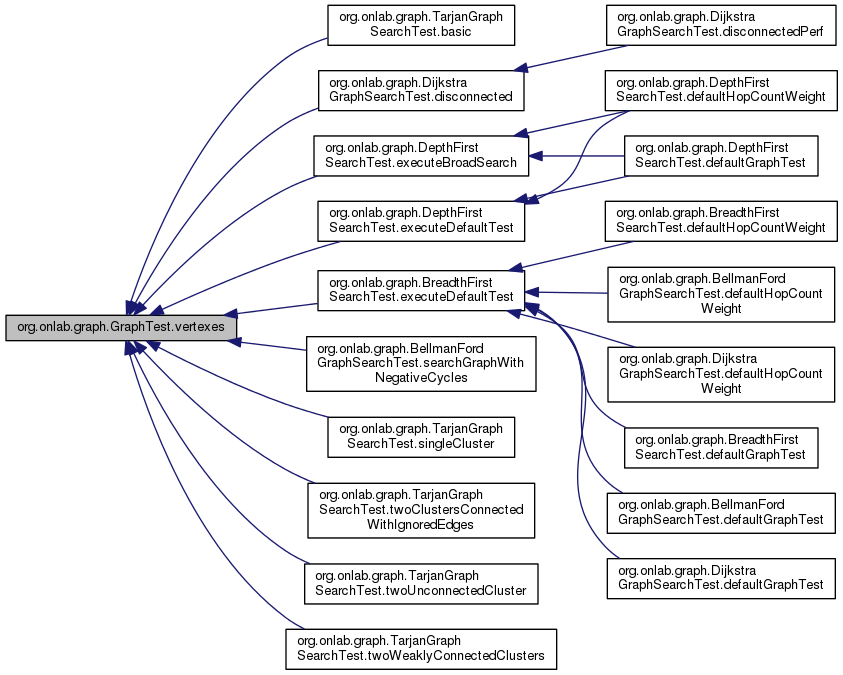 org.onlab.graph.GraphTest.vertexes
org.onlab.graph.TarjanGraph
SearchTest.basic
org.onlab.graph.Dijkstra
GraphSearchTest.disconnected
org.onlab.graph.DepthFirst
SearchTest.executeBroadSearch
org.onlab.graph.DepthFirst
SearchTest.executeDefaultTest
org.onlab.graph.BreadthFirst
SearchTest.executeDefaultTest
org.onlab.graph.BellmanFord
GraphSearchTest.searchGraphWith
NegativeCycles
org.onlab.graph.TarjanGraph
SearchTest.singleCluster
org.onlab.graph.TarjanGraph
SearchTest.twoClustersConnected
WithIgnoredEdges
org.onlab.graph.TarjanGraph
SearchTest.twoUnconnectedCluster
org.onlab.graph.TarjanGraph
SearchTest.twoWeaklyConnectedClusters
org.onlab.graph.Dijkstra
GraphSearchTest.disconnectedPerf
org.onlab.graph.DepthFirst
SearchTest.defaultHopCountWeight
org.onlab.graph.DepthFirst
SearchTest.defaultGraphTest
org.onlab.graph.BreadthFirst
SearchTest.defaultHopCountWeight
org.onlab.graph.BellmanFord
GraphSearchTest.defaultHopCount
Weight
org.onlab.graph.Dijkstra
GraphSearchTest.defaultHopCount
Weight
org.onlab.graph.BreadthFirst
SearchTest.defaultGraphTest
org.onlab.graph.BellmanFord
GraphSearchTest.defaultGraphTest
org.onlab.graph.Dijkstra
GraphSearchTest.defaultGraphTest